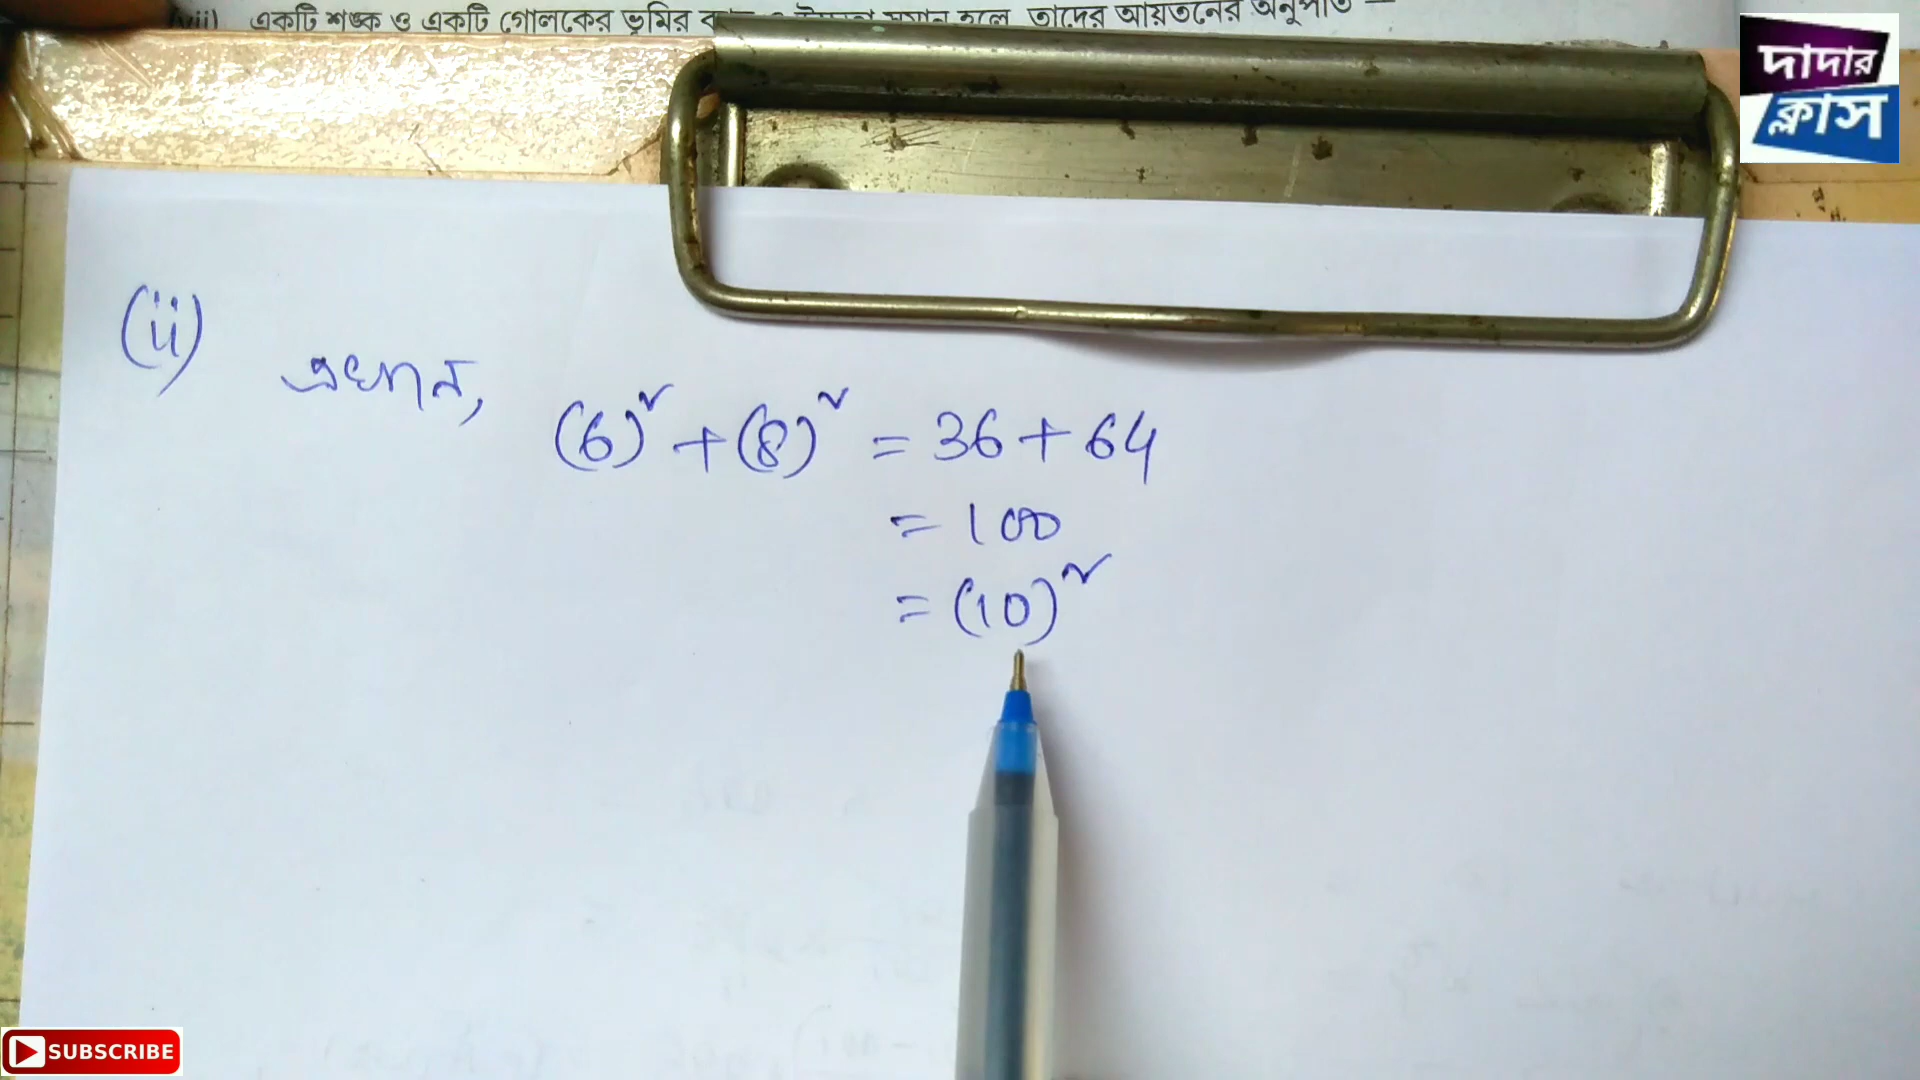 (vii) একটি শঙ্কু ও একটি গোলকের ভূমির তাদের আয়তনের অনুপাত —
দাদার
ক্লাস
(ii)
এখানে,
(6)² + (8)² = 36 + 64
= 100
= (10)²
SUBSCRIBE